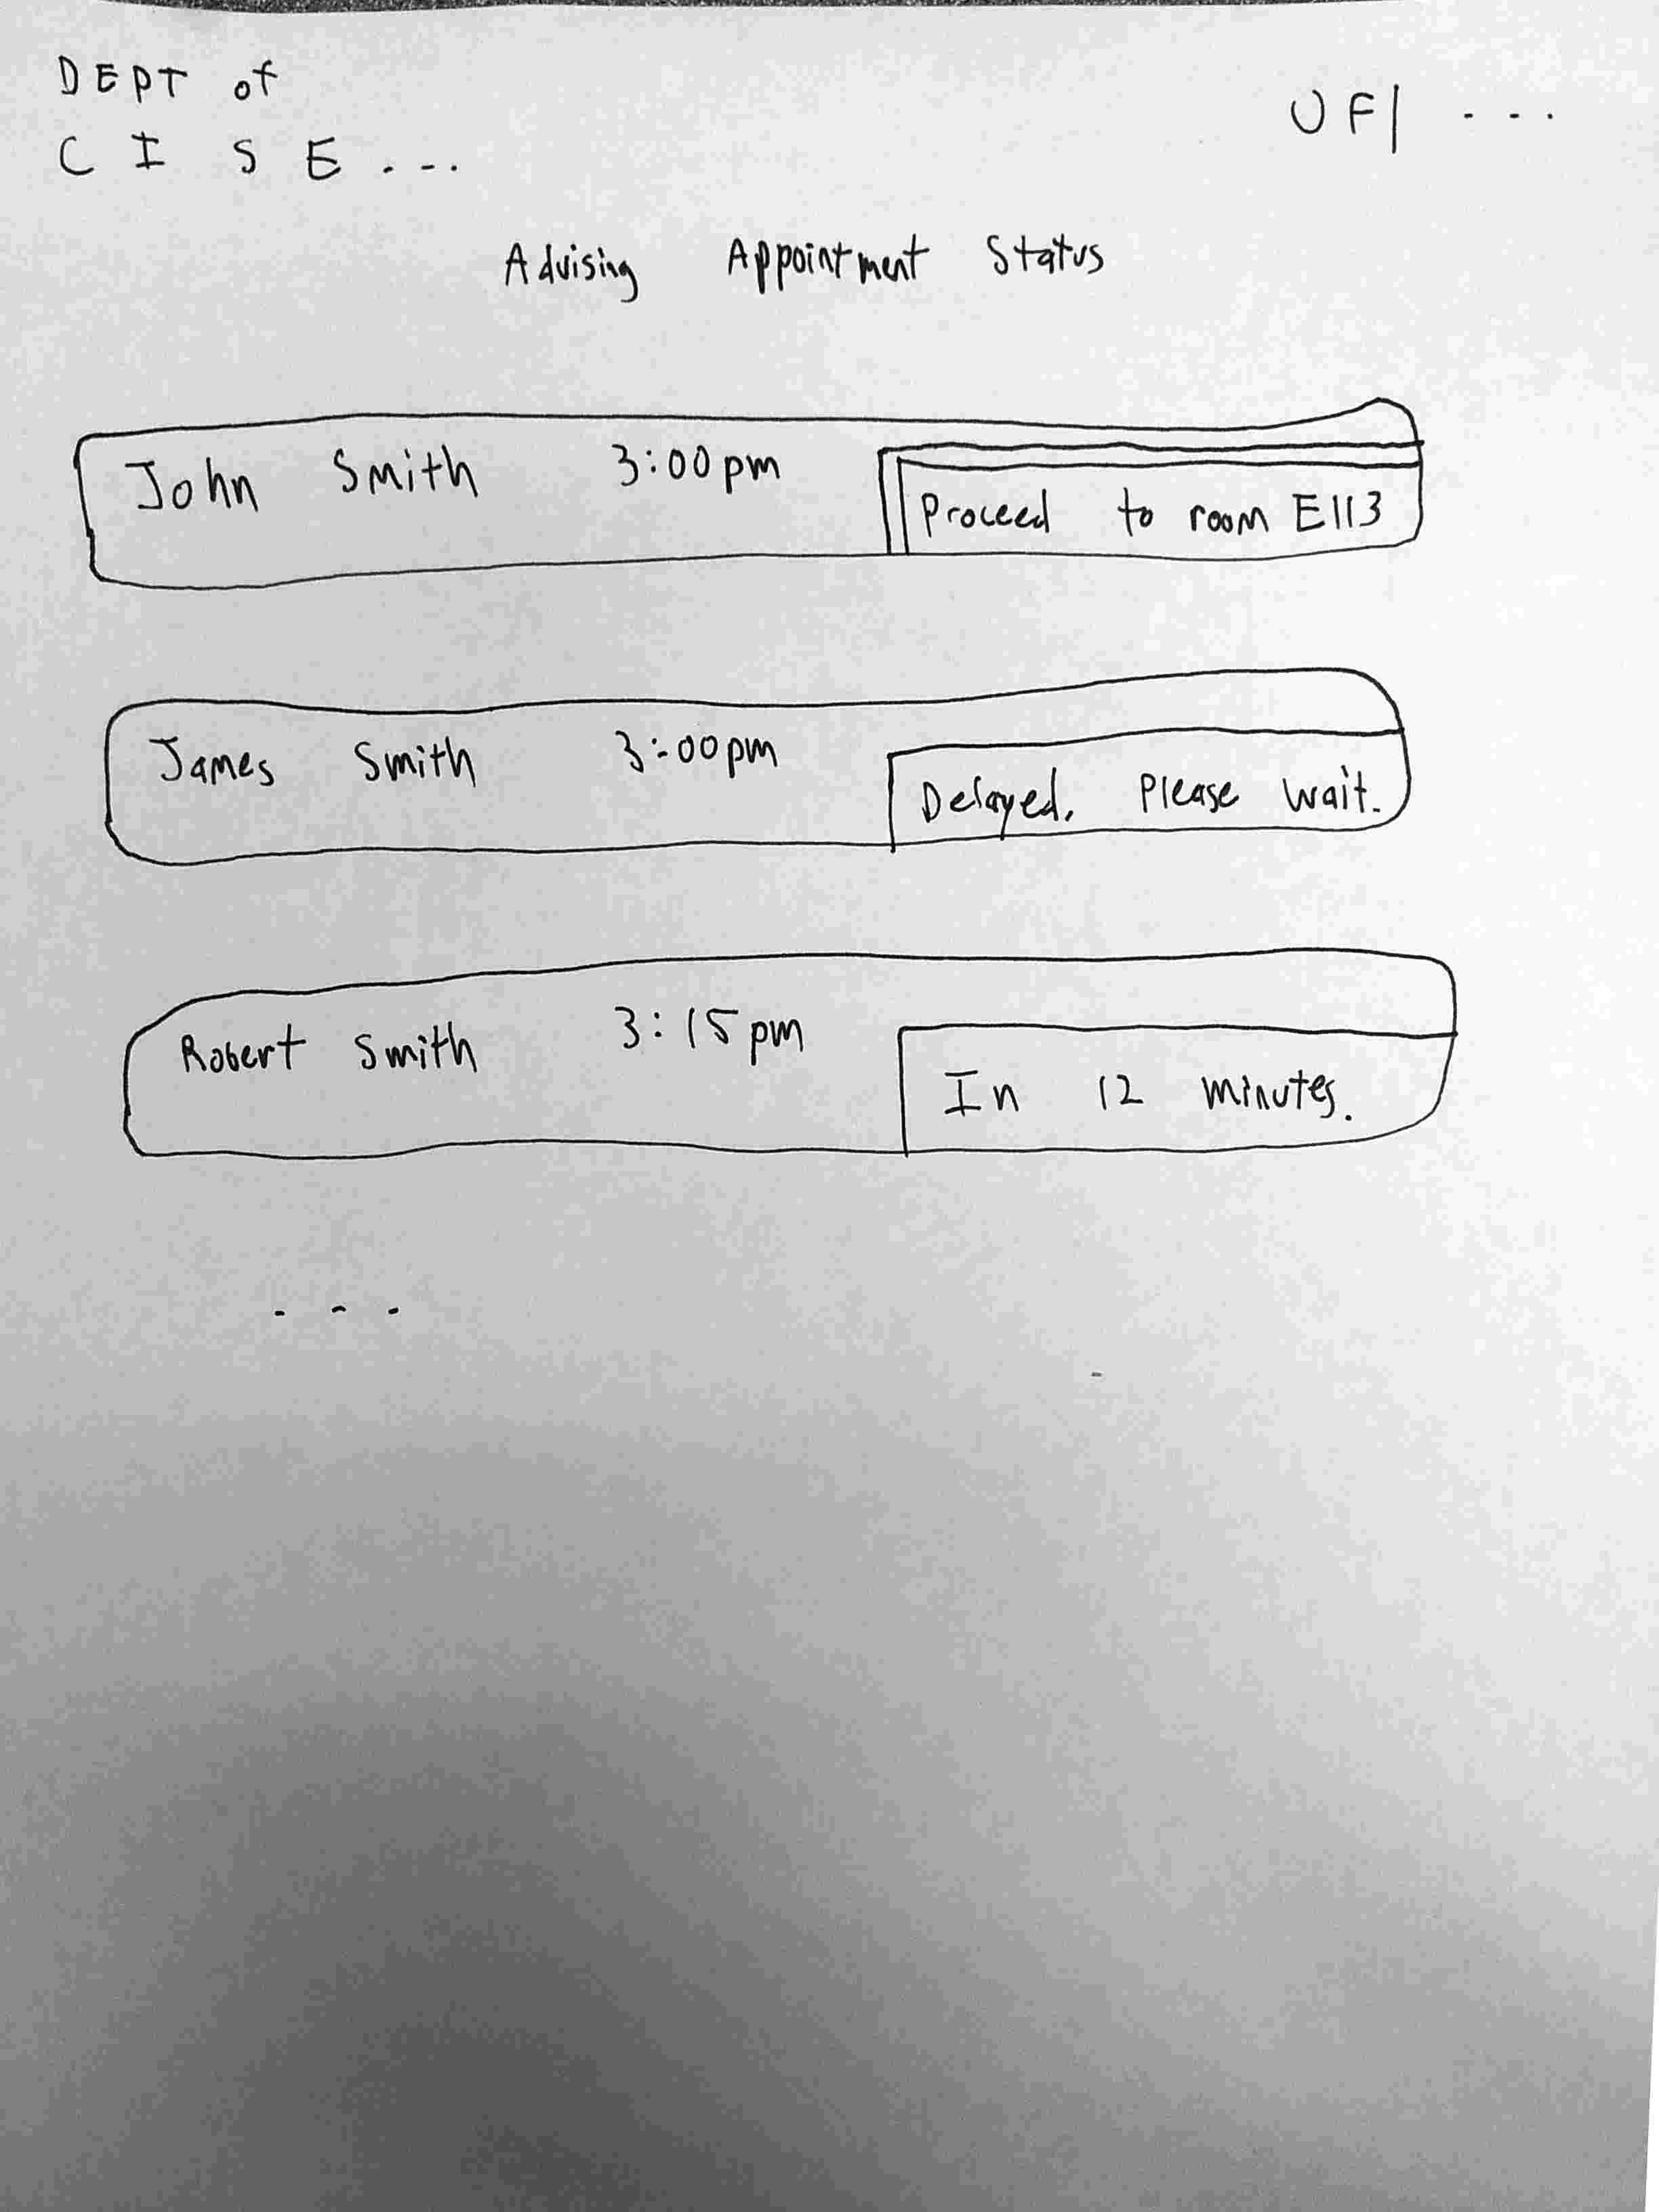 DEPT of
CISE...
UF| ...
Advising Appointment Status
John Smith 3:00pm
Proceed to room E113
James Smith 3:00pm
Delayed. Please wait.
Robert Smith 3:15pm
In 12 minutes.
...